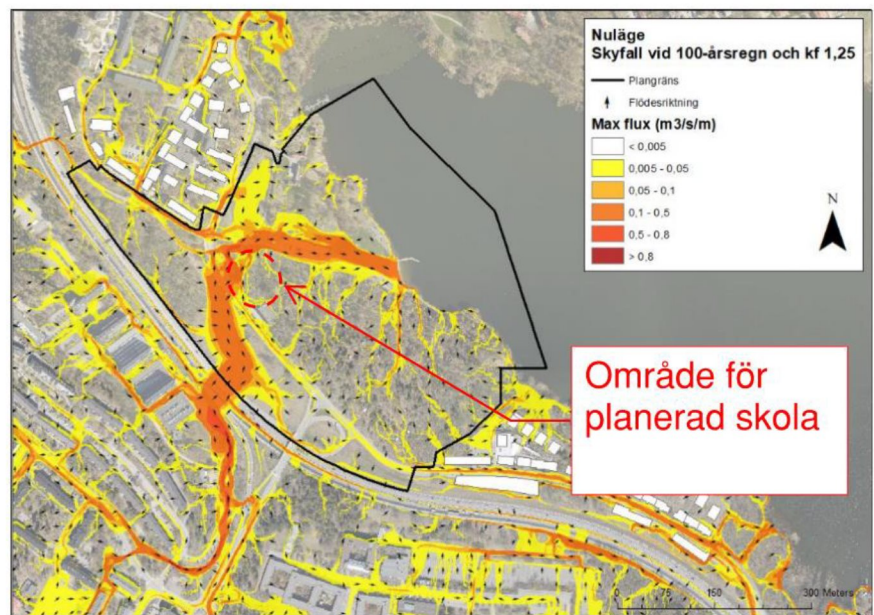 Nuläge
Skyfall vid 100-årsregn och kf 1,25
Plangräns
Flödesriktning
Max flux (m3/s/m)
< 0,005
0,005 - 0,05
0,05 - 0,1
0,1 - 0,5
0,5 - 0,8
> 0,8
N
Område för
planerad skola
0 75 150 300 Meters